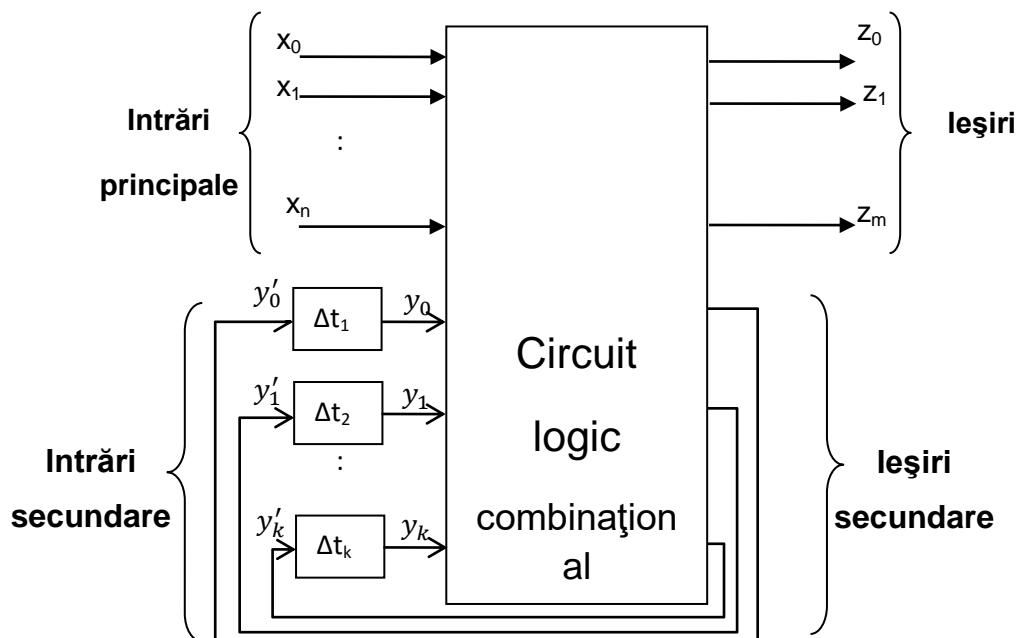 x0
z0
x1
z1
Intrări
principale
:
Ieşiri
xn
zm
y′0
Δt1
y0
y′1
Δt2
y1
:
y′k
Δtk
yk
Intrări
secundare
Circuit
logic
combinaţion
al
Ieşiri
secundare